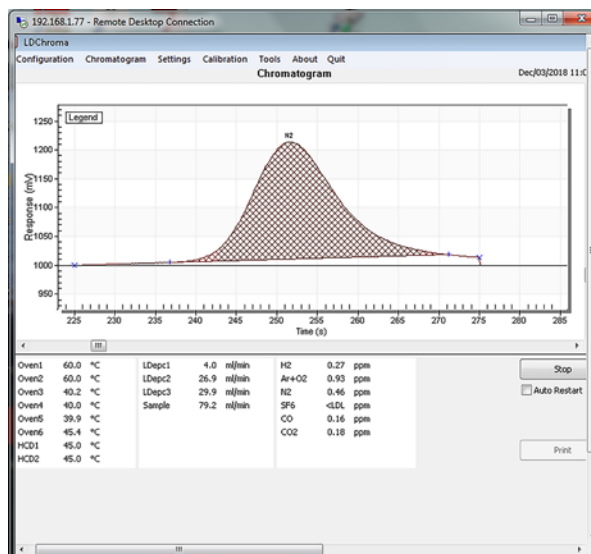 192.168.1.77 - Remote Desktop Connection
LDChroma
Configuration Chromatogram Settings Calibration Tools About Quit
Chromatogram Dec/03/2018 11:0
Legend
N2
Response (mV)
1250
1200
1150
1100
1050
1000
950
225 230 235 240 245 250 255 260 265 270 275 280 285
Time (s)
Oven1 60.0 °C LDepc1 4.0 ml/min H2 0.27 ppm Stop
Oven2 60.0 °C LDepc2 26.9 ml/min Ar+O2 0.93 ppm
Oven3 40.2 °C LDepc3 29.9 ml/min N2 0.46 ppm Auto Restart
Oven4 40.0 °C Sample 79.2 ml/min SF6 <LDL ppm
Oven5 39.9 °C CO 0.16 ppm
Oven6 45.4 °C CO2 0.18 ppm
HCD1 45.0 °C
HCD2 45.0 °C Print